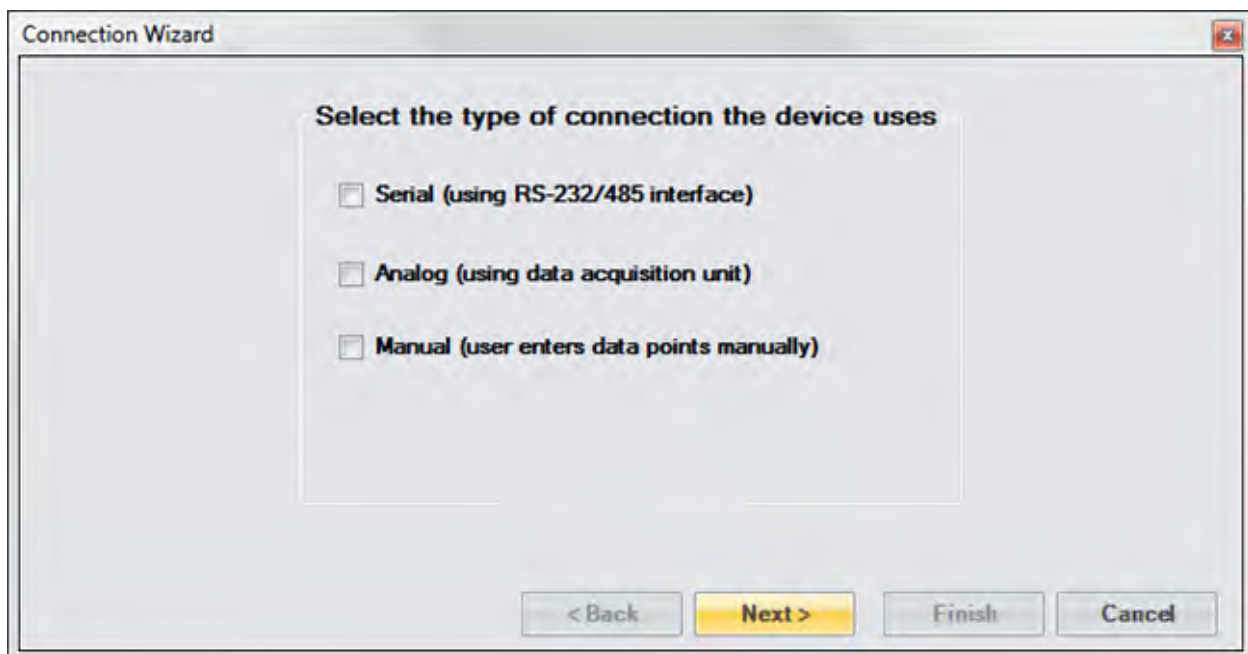 Connection Wizard
Select the type of connection the device uses
Serial (using RS-232/485 interface)
Analog (using data acquisition unit)
Manual (user enters data points manually)
< Back Next > Finish Cancel